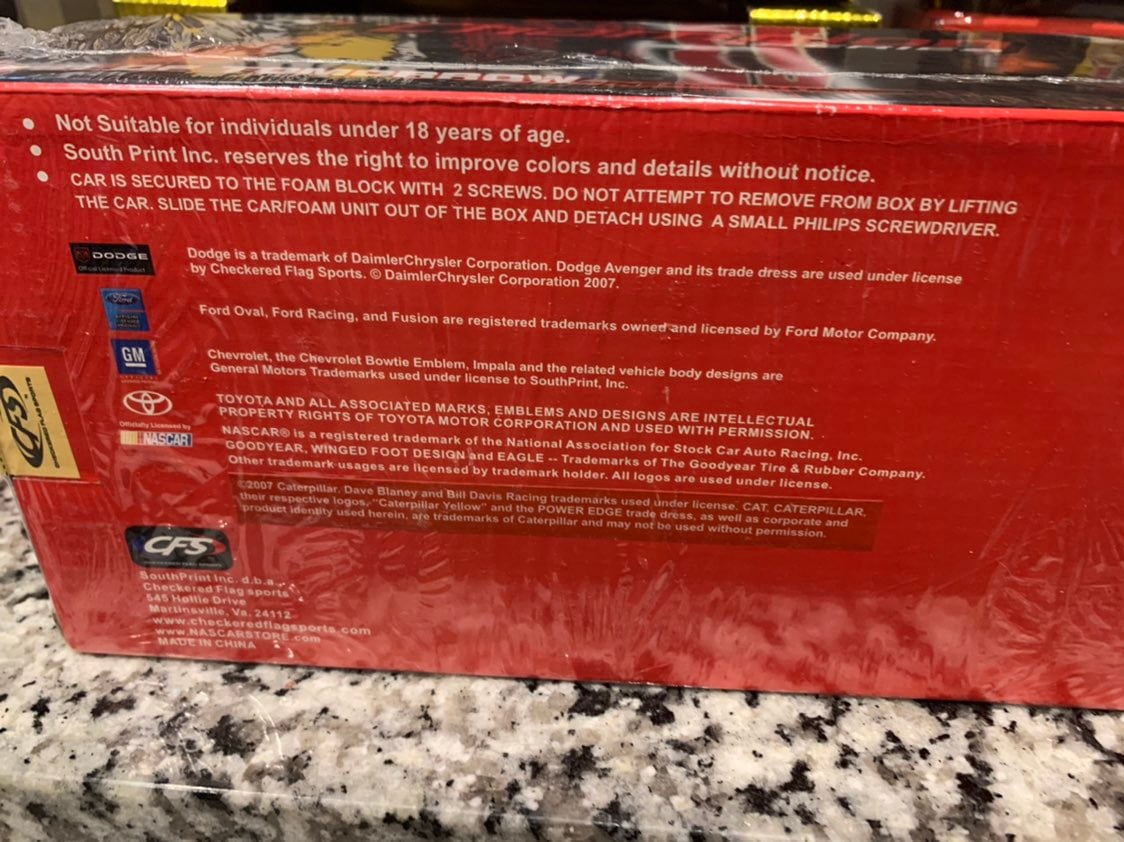 Not Suitable for individuals under 18 years of age.
South Print Inc. reserves the right to improve colors and details without notice.
CAR IS SECURED TO THE FOAM BLOCK WITH 2 SCREWS. DO NOT ATTEMPT TO REMOVE FROM BOX BY LIFTING
THE CAR. SLIDE THE CAR/FOAM UNIT OUT OF THE BOX AND DETACH USING A SMALL PHILIPS SCREWDRIVER.
DODGE
Official Licensed Product
Dodge is a trademark of DaimlerChrysler Corporation. Dodge Avenger and its trade dress are used under license
by Checkered Flag Sports. © DaimlerChrysler Corporation 2007.
Ford
Ford Oval, Ford Racing, and Fusion are registered trademarks owned and licensed by Ford Motor Company.
GM
Chevrolet, the Chevrolet Bowtie Emblem, Impala and the related vehicle body designs are
General Motors Trademarks used under license to SouthPrint, Inc.
TOYOTA AND ALL ASSOCIATED MARKS, EMBLEMS AND DESIGNS ARE INTELLECTUAL
PROPERTY RIGHTS OF TOYOTA MOTOR CORPORATION AND USED WITH PERMISSION.
Officially Licensed by
NASCAR
NASCAR® is a registered trademark of the National Association for Stock Car Auto Racing, Inc.
GOODYEAR, WINGED FOOT DESIGN and EAGLE -- Trademarks of The Goodyear Tire & Rubber Company.
Other trademark usages are licensed by trademark holder. All logos are used under license.
©2007 Caterpillar. Dave Blaney and Bill Davis Racing trademarks used under license. CAT, CATERPILLAR,
their respective logos, "Caterpillar Yellow" and the POWER EDGE trade dress, as well as corporate and
product identity used herein, are trademarks of Caterpillar and may not be used without permission.
CFS
CHECKERED FLAG SPORTS
CFS
CHECKERED FLAG SPORTS
SouthPrint Inc. d.b.a.
Checkered Flag sports
545 Hollie Drive
Martinsville, Va. 24112
www.checkeredflagsports.com
www.NASCARSTORE.com
MADE IN CHINA